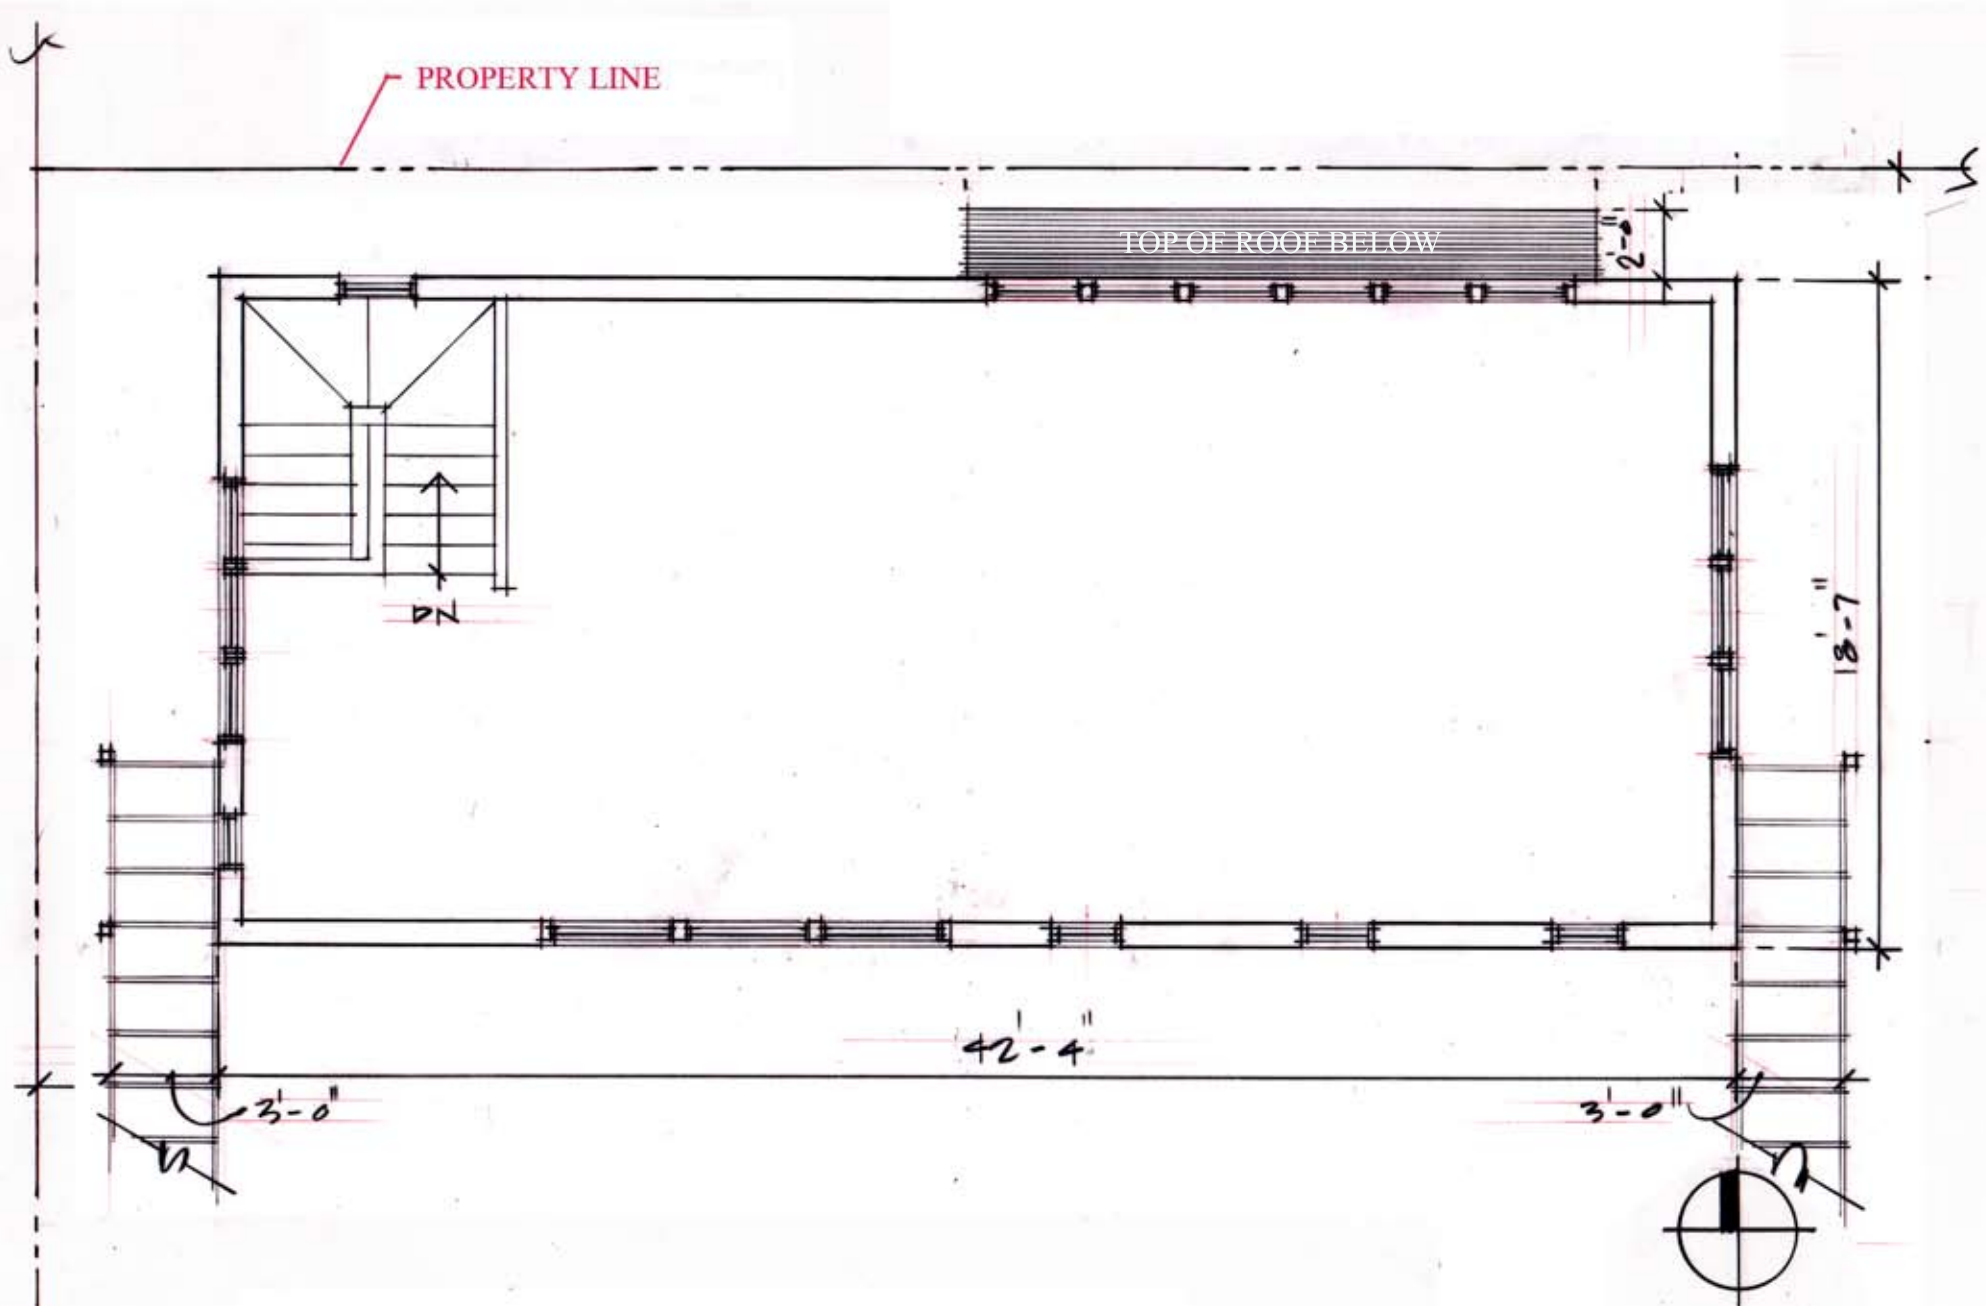 PROPERTY LINE
TOP OF ROOF BELOW
2'-0"
DN
18'-7"
42'-4"
3'-0"
3'-0"